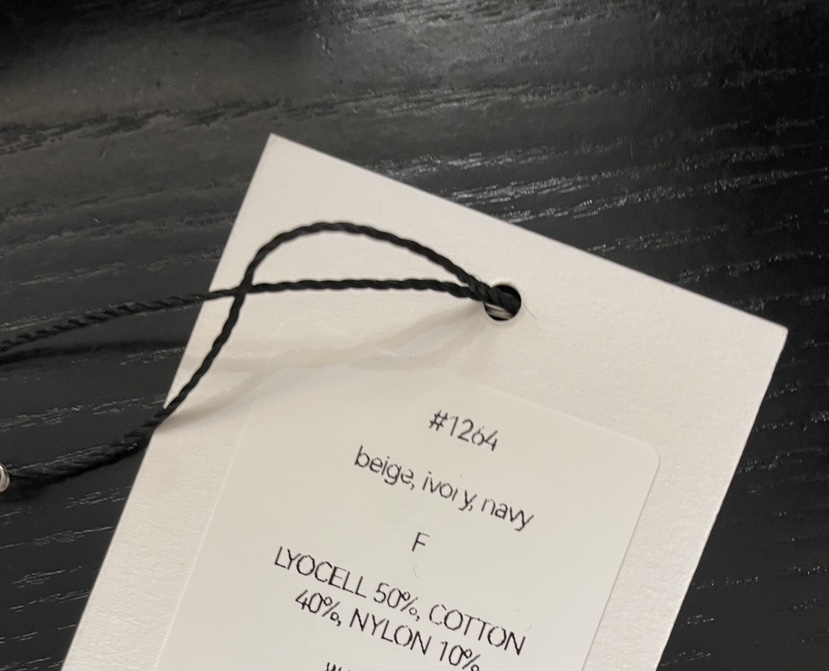 #1264
beige, ivory, navy
F
LYOCELL 50%, COTTON
40%, NYLON 10%